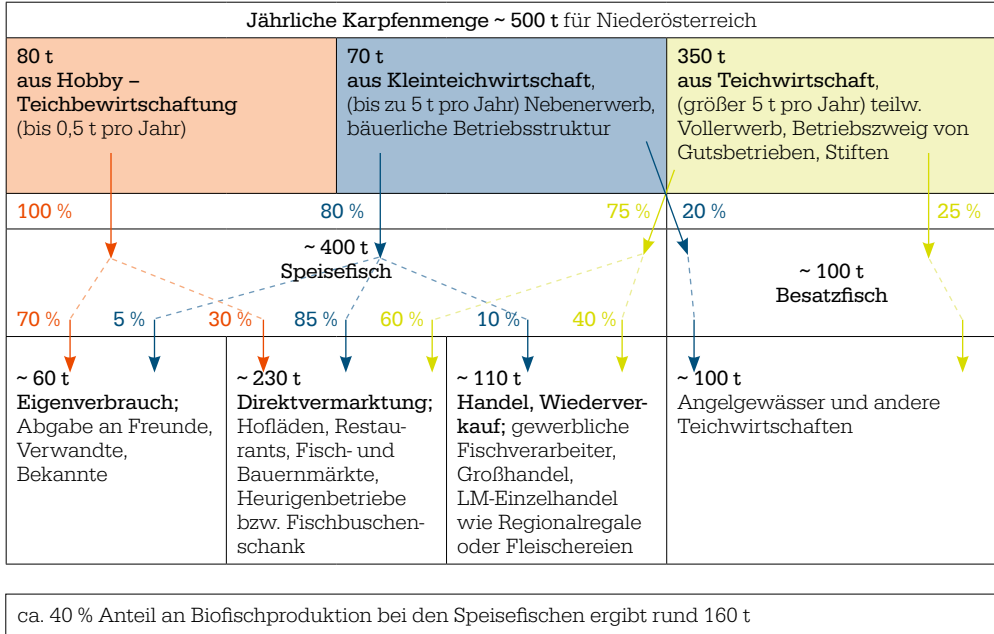 Jährliche Karpfenmenge ~ 500 t für Niederösterreich
80 t
aus Hobby –
Teichbewirtschaftung
(bis 0,5 t pro Jahr)
70 t
aus Kleinteichwirtschaft,
(bis zu 5 t pro Jahr) Nebenerwerb,
bäuerliche Betriebsstruktur
350 t
aus Teichwirtschaft,
(größer 5 t pro Jahr) teilw.
Vollerwerb, Betriebszweig von
Gutsbetrieben, Stiften
100 %
80 %
75 %
20 %
25 %
~ 400 t
Speisefisch
~ 100 t
Besatzfisch
70 %
5 %
30 %
85 %
60 %
10 %
40 %
~ 60 t
Eigenverbrauch;
Abgabe an Freunde,
Verwandte,
Bekannte
~ 230 t
Direktvermarktung;
Hofläden, Restau-
rants, Fisch- und
Bauernmärkte,
Heurigenbetriebe
bzw. Fischbuschen-
schank
~ 110 t
Handel, Wiederver-
kauf; gewerbliche
Fischverarbeiter,
Großhandel,
LM-Einzelhandel
wie Regionalregale
oder Fleischereien
~ 100 t
Angelgewässer und andere
Teichwirtschaften
ca. 40 % Anteil an Biofischproduktion bei den Speisefischen ergibt rund 160 t